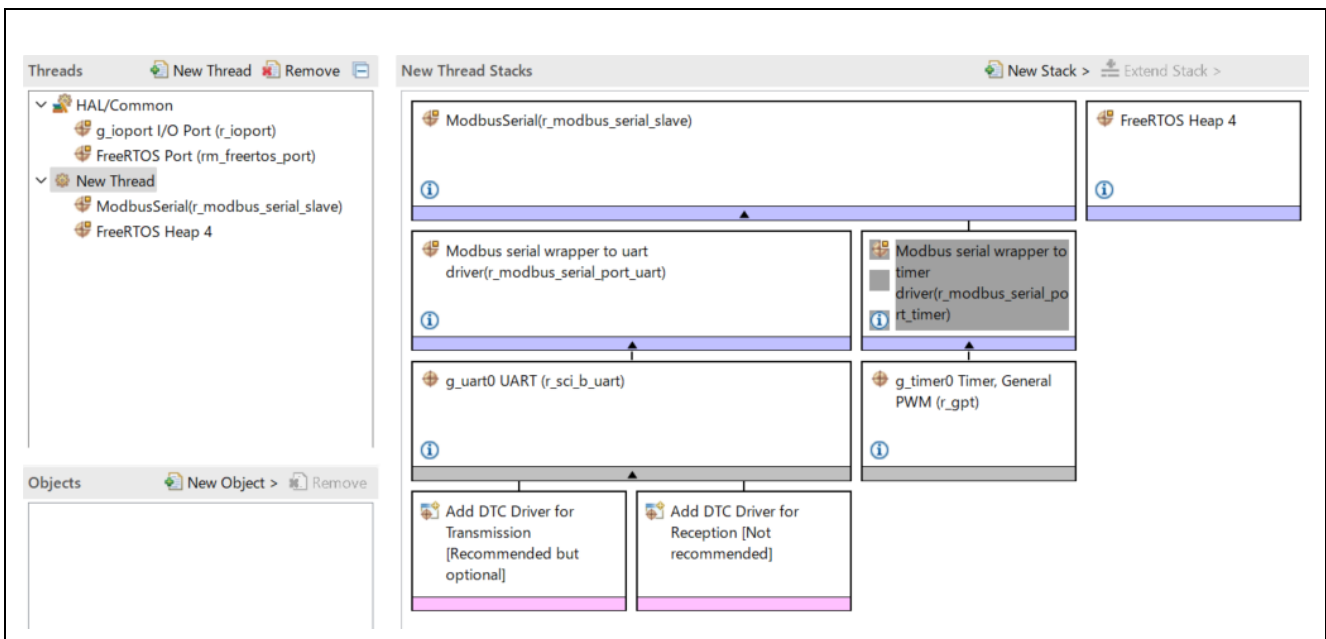 Threads
New Thread
Remove
HAL/Common
g_ioport I/O Port (r_ioport)
FreeRTOS Port (rm_freertos_port)
New Thread
ModbusSerial(r_modbus_serial_slave)
FreeRTOS Heap 4
Objects
New Object >
Remove
New Thread Stacks
New Stack >
Extend Stack >
ModbusSerial(r_modbus_serial_slave)
FreeRTOS Heap 4
Modbus serial wrapper to uart
driver(r_modbus_serial_port_uart)
Modbus serial wrapper to
timer
driver(r_modbus_serial_po
rt_timer)
g_uart0 UART (r_sci_b_uart)
g_timer0 Timer, General
PWM (r_gpt)
Add DTC Driver for
Transmission
[Recommended but
optional]
Add DTC Driver for
Reception [Not
recommended]